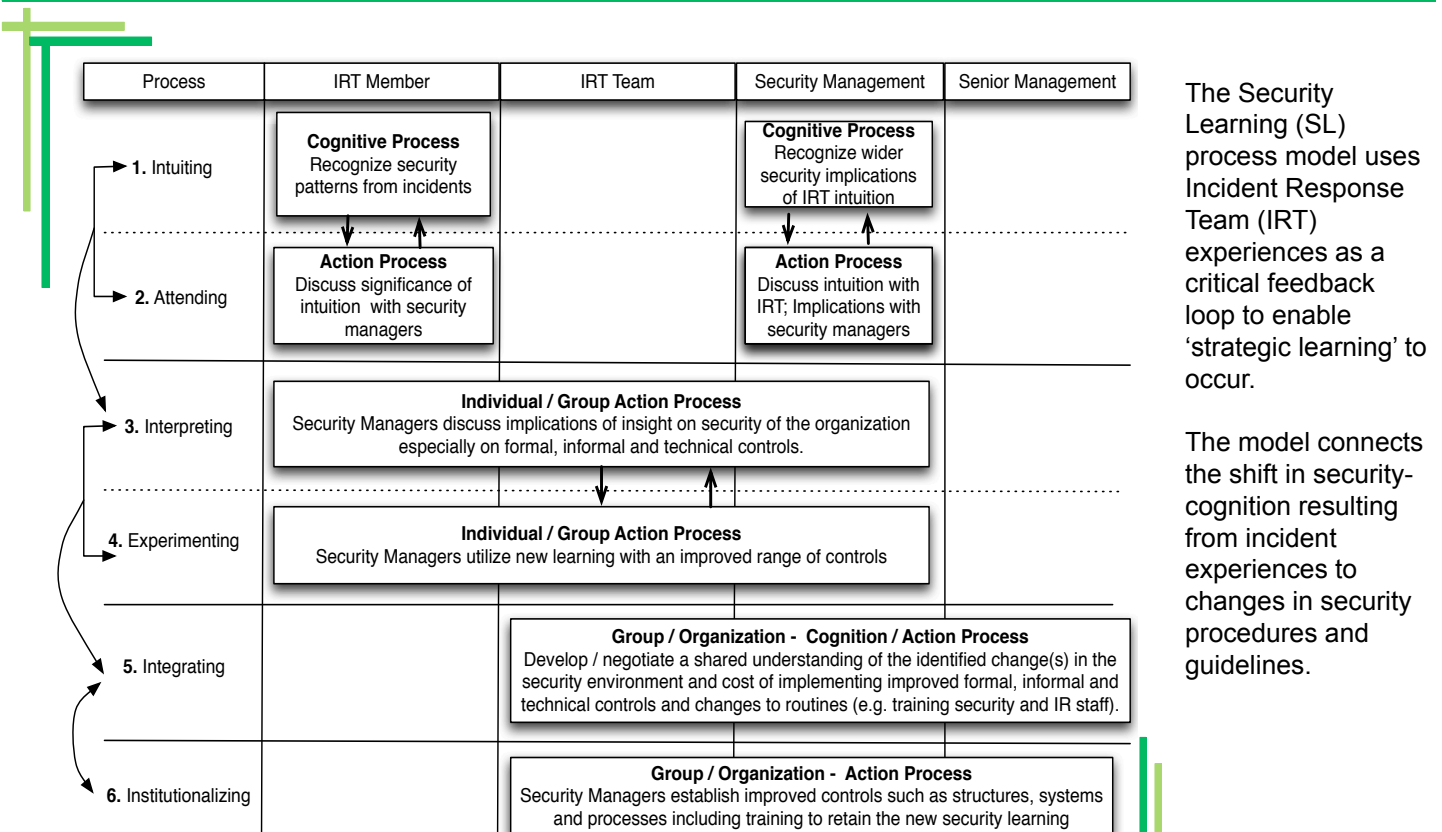 Process
IRT Member
IRT Team
Security Management
Senior Management
1. Intuiting
Cognitive Process
Recognize security
patterns from incidents
Cognitive Process
Recognize wider
security implications
of IRT intuition
2. Attending
Action Process
Discuss significance of
intuition with security
managers
Action Process
Discuss intuition with
IRT; Implications with
security managers
3. Interpreting
Individual / Group Action Process
Security Managers discuss implications of insight on security of the organization
especially on formal, informal and technical controls.
4. Experimenting
Individual / Group Action Process
Security Managers utilize new learning with an improved range of controls
5. Integrating
Group / Organization - Cognition / Action Process
Develop / negotiate a shared understanding of the identified change(s) in the
security environment and cost of implementing improved formal, informal and
technical controls and changes to routines (e.g. training security and IR staff).
6. Institutionalizing
Group / Organization - Action Process
Security Managers establish improved controls such as structures, systems
and processes including training to retain the new security learning
The Security
Learning (SL)
process model uses
Incident Response
Team (IRT)
experiences as a
critical feedback
loop to enable
‘strategic learning’ to
occur.
The model connects
the shift in security-
cognition resulting
from incident
experiences to
changes in security
procedures and
guidelines.